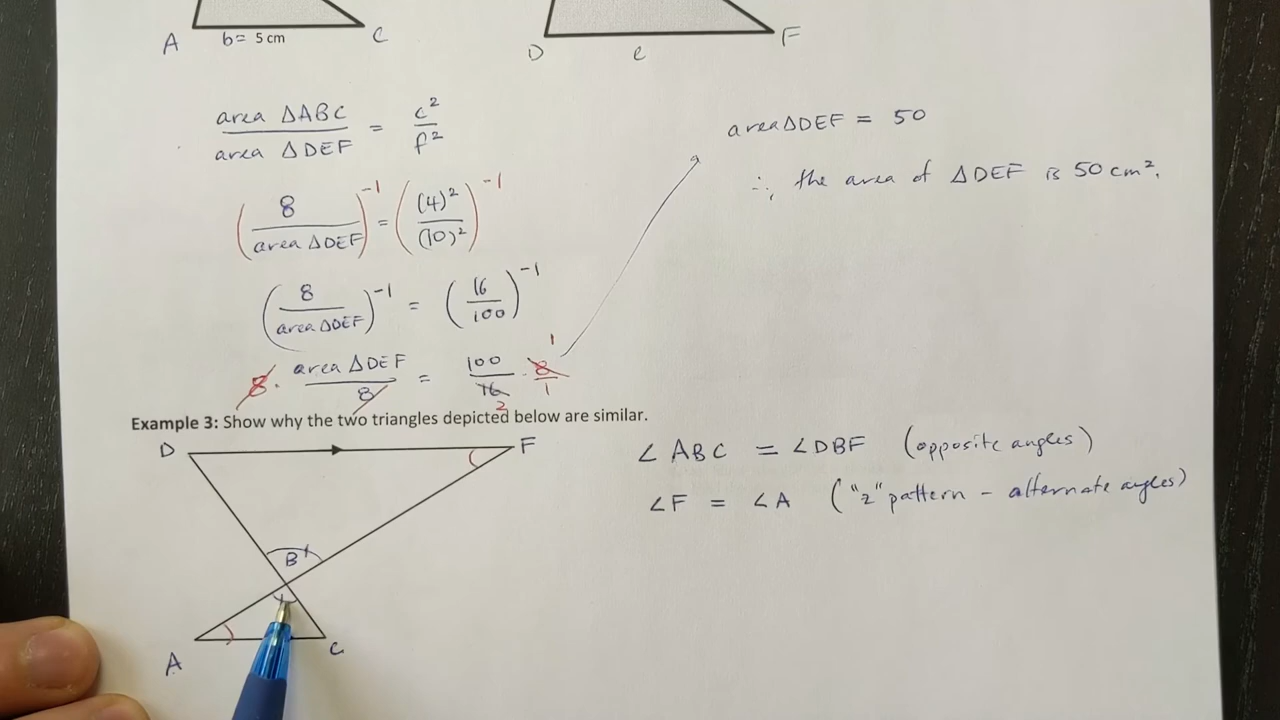 A b= 5 cm C
D e F
area ΔABC / area ΔDEF = c² / f²
(8 / area ΔDEF)⁻¹ = ((4)² / (10)²)⁻¹
(8 / area ΔDEF)⁻¹ = (16 / 100)⁻¹
8 · area ΔDEF / 8 = 100 / 16 · 8 / 1
1
2
area ΔDEF = 50
∴, the area of ΔDEF is 50 cm².
Example 3: Show why the two triangles depicted below are similar.
D F
B
A C
∠ABC = ∠DBF (opposite angles)
∠F = ∠A ("z" pattern - alternate angles)